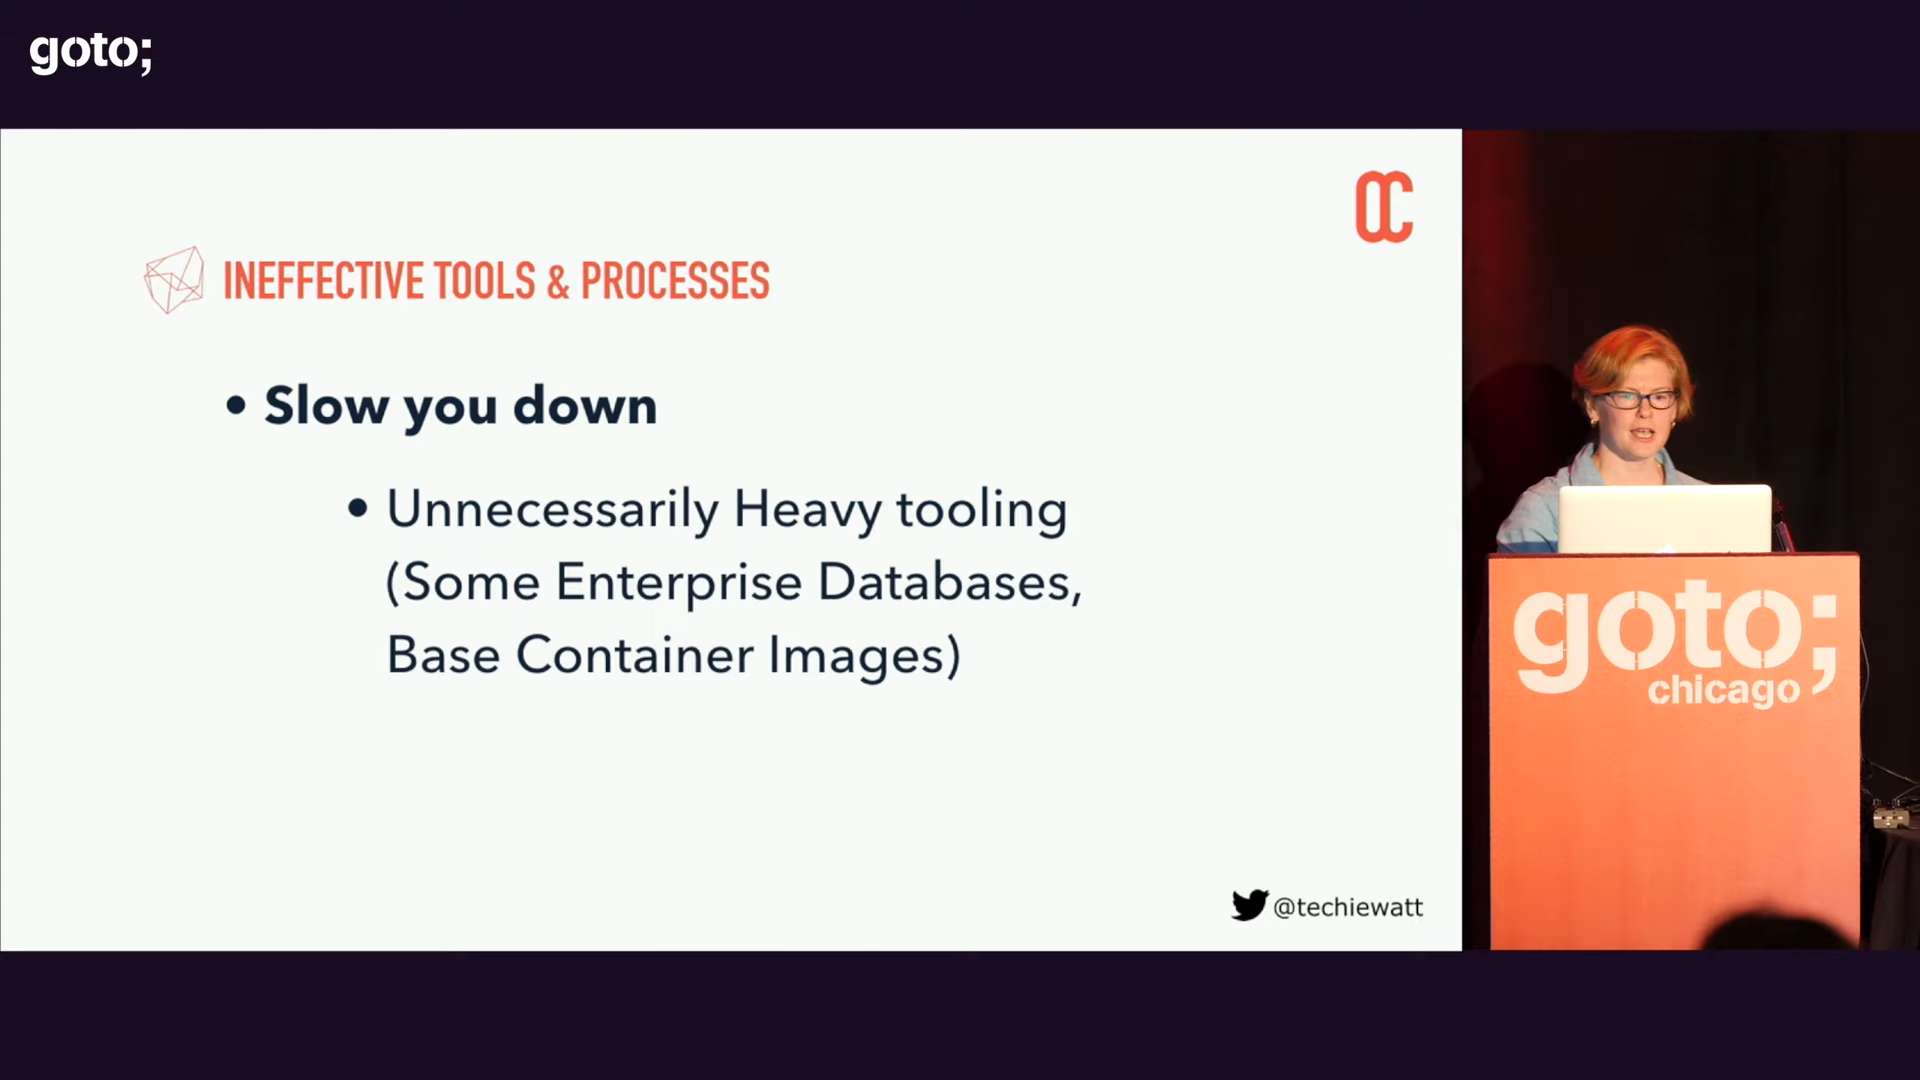 goto;
INEFFECTIVE TOOLS & PROCESSES
• Slow you down
• Unnecessarily Heavy tooling
(Some Enterprise Databases,
Base Container Images)
@techiewatt
goto;
chicago